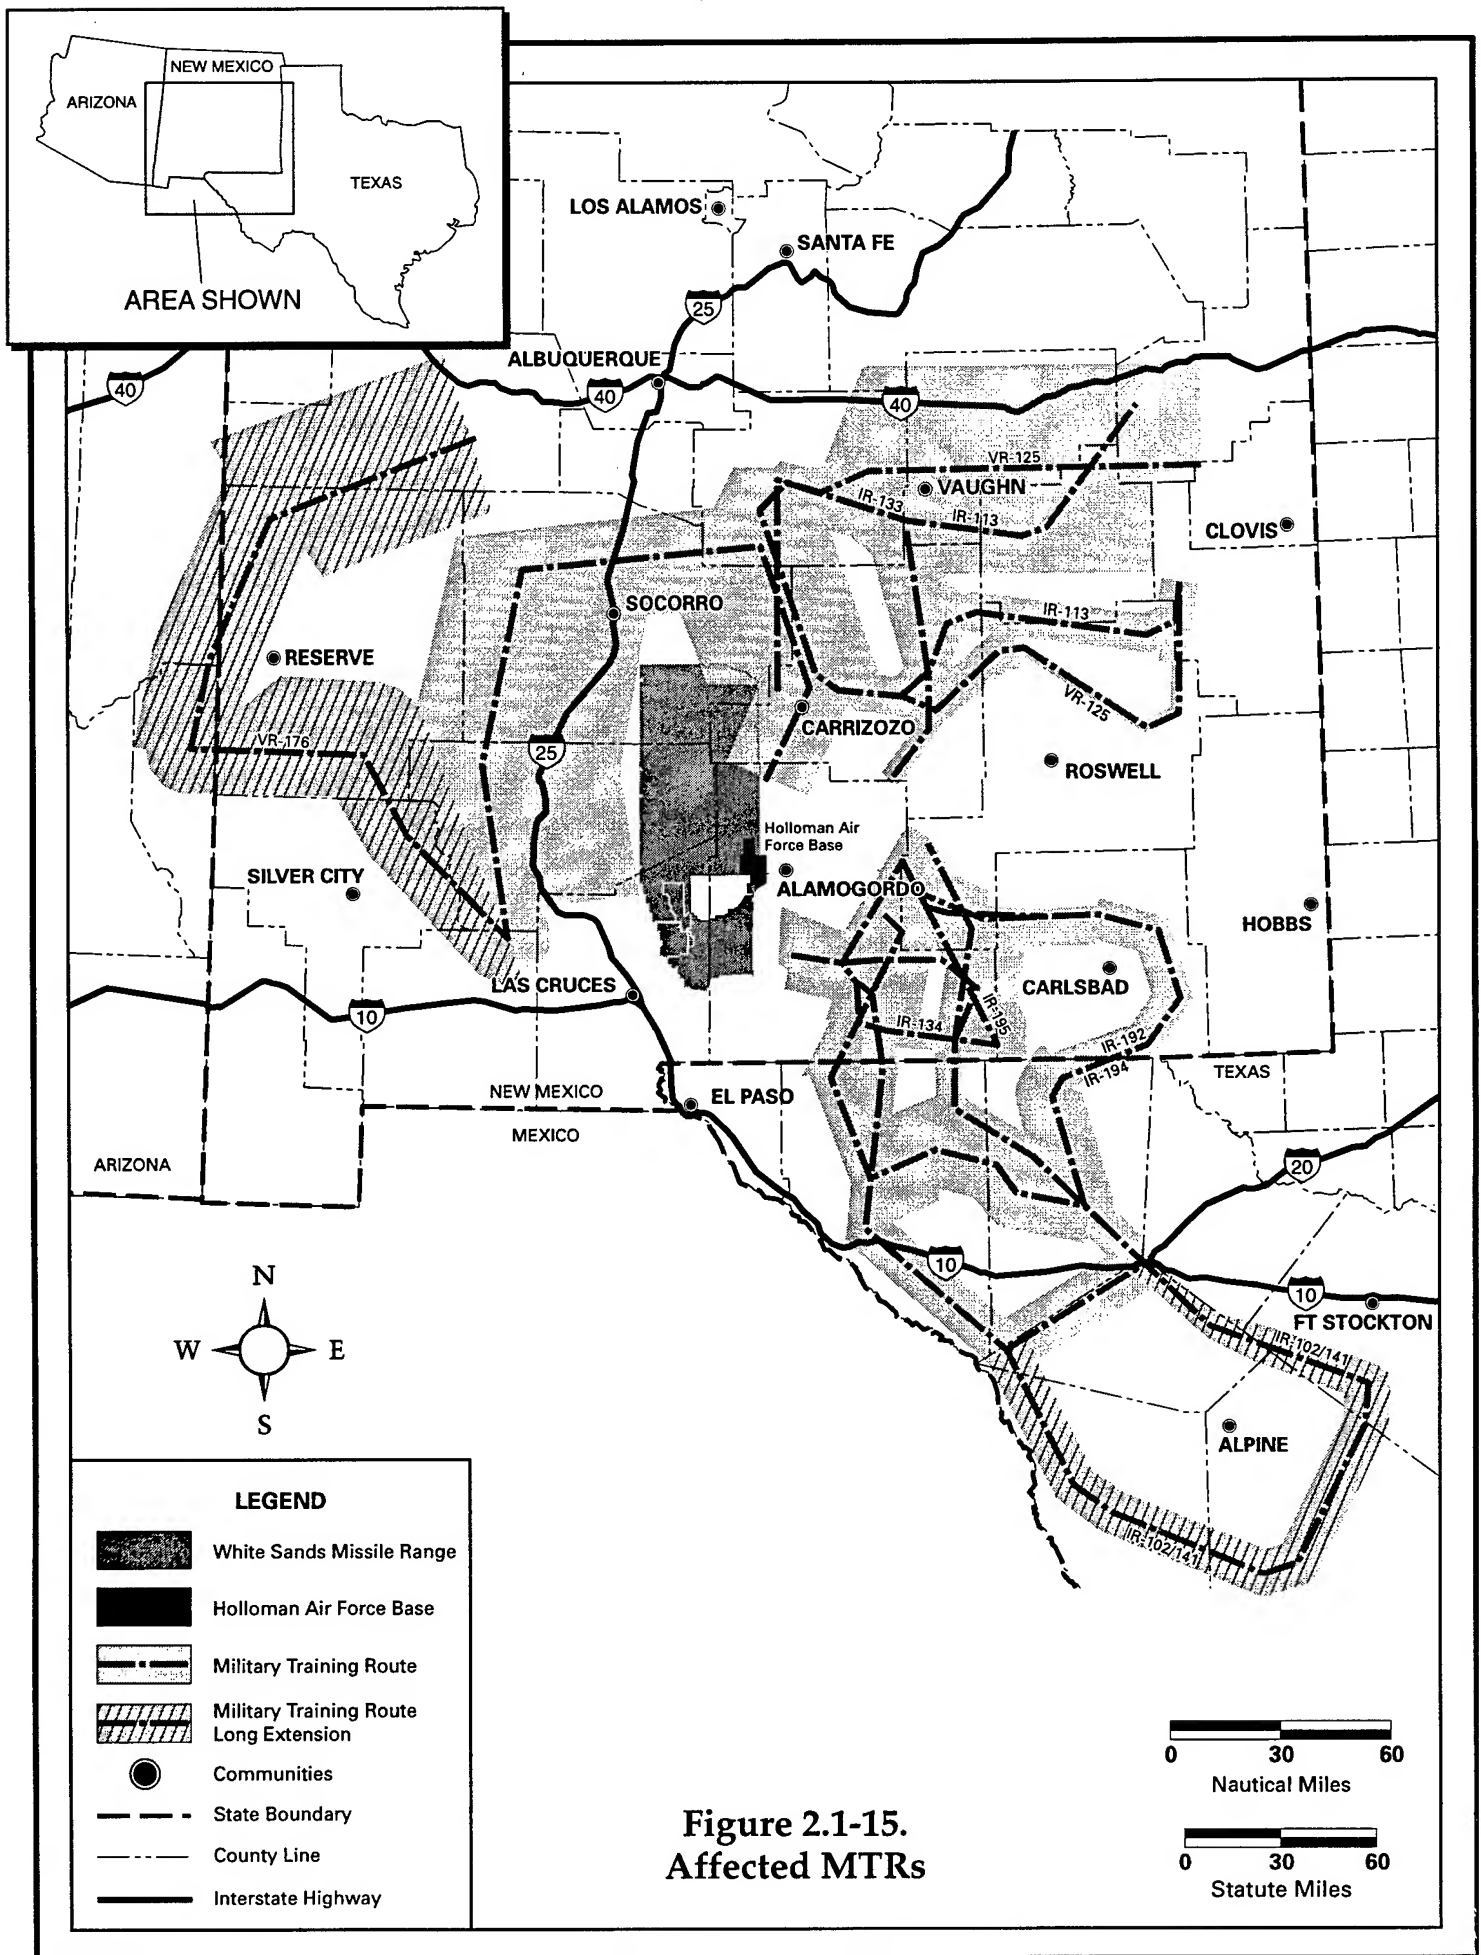 NEW MEXICO
ARIZONA
TEXAS
AREA SHOWN
LOS ALAMOS
SANTA FE
25
ALBUQUERQUE
40
40
40
VR-125
VAUGHN
IR-133
IR-113
CLOVIS
SOCORRO
IR-113
RESERVE
VR-125
CARRIZOZO
VR-176
25
ROSWELL
Holloman Air
Force Base
SILVER CITY
ALAMOGORDO
HOBBS
CARLSBAD
LAS CRUCES
IR-195
10
IR-134
IR-192
IR-194
TEXAS
NEW MEXICO
EL PASO
MEXICO
ARIZONA
20
10
10
FT STOCKTON
IR-102/141
N
W E
S
ALPINE
IR-102/141
LEGEND
White Sands Missile Range
Holloman Air Force Base
Military Training Route
Military Training Route
Long Extension
Communities
State Boundary
County Line
Interstate Highway
0 30 60
Nautical Miles
0 30 60
Statute Miles
Figure 2.1-15.
Affected MTRs